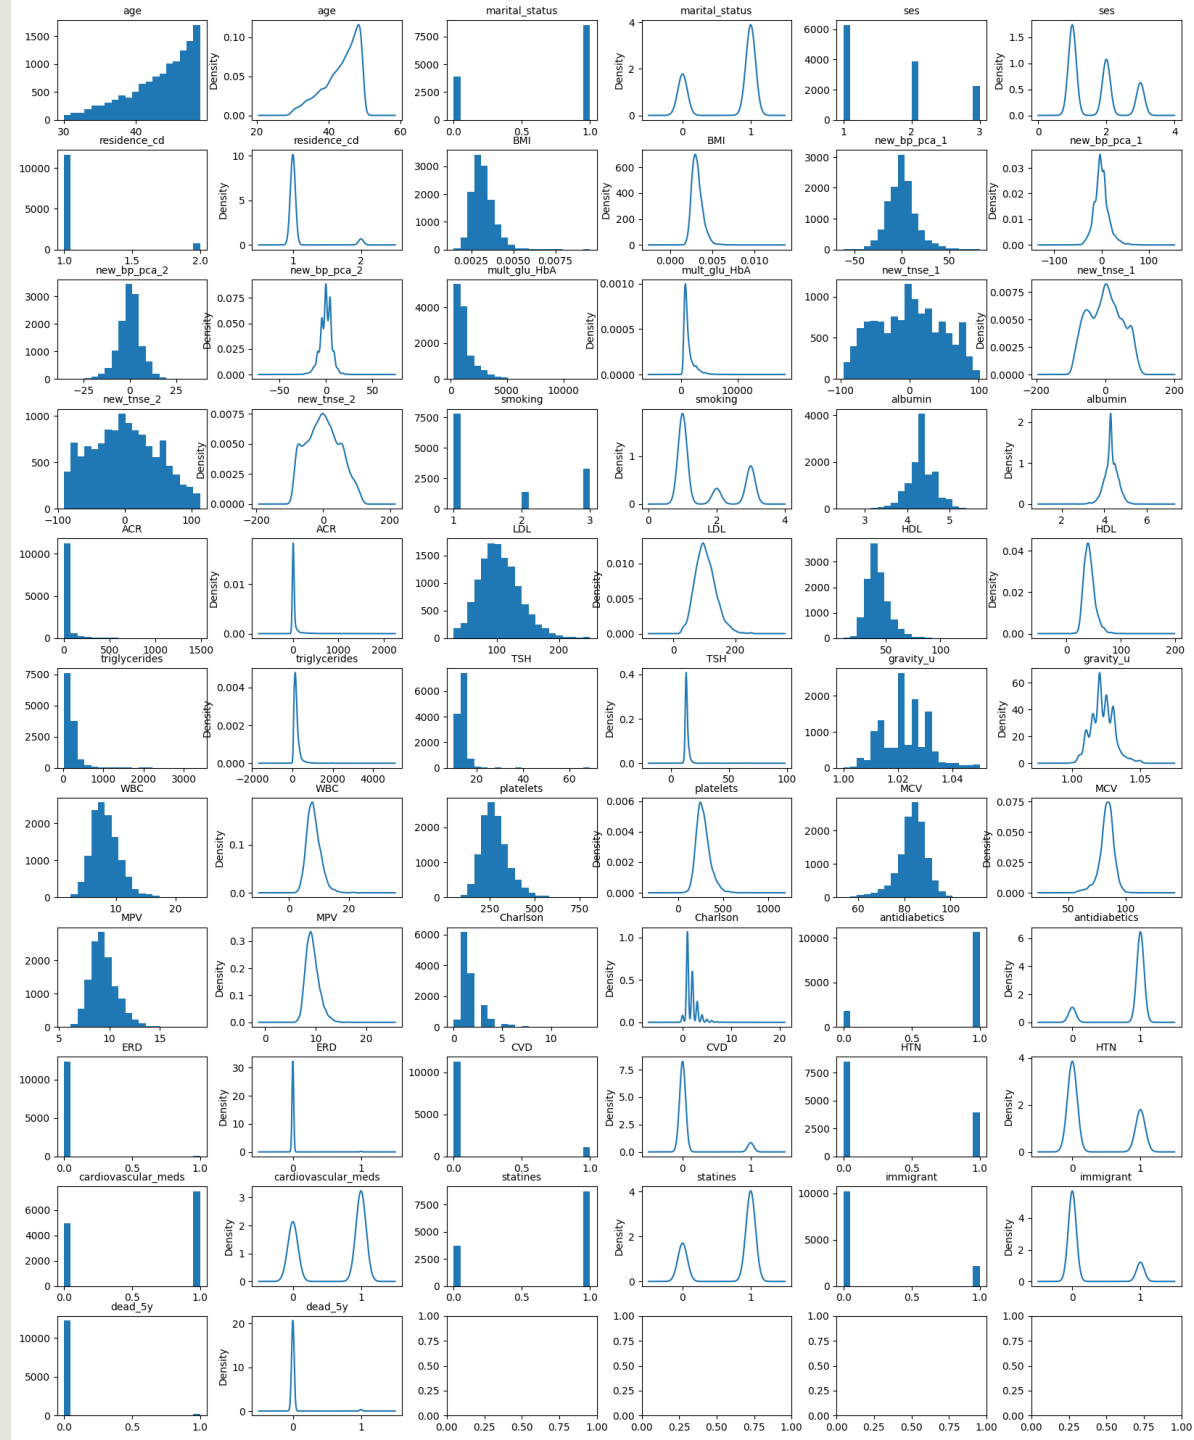 age
1500
1000
500
0
30 40
age
Density
0.10
0.05
0.00
20 40 60
marital_status
7500
5000
2500
0
0.0 0.5 1.0
marital_status
Density
4
2
0
0 1
ses
6000
4000
2000
0
1 2 3
ses
Density
1.5
1.0
0.5
0.0
0 2 4
residence_cd
10000
5000
0
1.0 1.5 2.0
residence_cd
Density
10
5
0
1 2
BMI
3000
2000
1000
0
0.0025 0.0050 0.0075
BMI
Density
600
400
200
0
0.000 0.005 0.010
new_bp_pca_1
3000
2000
1000
0
−50 0 50
new_bp_pca_1
Density
0.03
0.02
0.01
0.00
−100 0 100
new_bp_pca_2
3000
2000
1000
0
−25 0 25
new_bp_pca_2
Density
0.075
0.050
0.025
0.000
−50 0 50
mult_glu_HbA
4000
2000
0
0 5000 10000
mult_glu_HbA
Density
0.0010
0.0005
0.0000
0 10000
new_tnse_1
1000
500
0
−100 0 100
new_tnse_1
Density
0.0075
0.0050
0.0025
0.0000
−200 0 200
new_tnse_2
1000
500
0
−100 0 100
new_tnse_2
Density
0.0075
0.0050
0.0025
0.0000
−200 0 200
smoking
7500
5000
2500
0
1 2 3
smoking
Density
1
0
0 2 4
albumin
4000
2000
0
3 4 5
albumin
Density
2
1
0
2 4 6
ACR
10000
5000
0
0 500 1000 1500
ACR
Density
0.01
0.00
0 1000 2000
LDL
1500
1000
500
0
100 200
LDL
Density
0.010
0.005
0.000
0 200
HDL
3000
2000
1000
0
50 100
HDL
Density
0.04
0.02
0.00
0 100 200
triglycerides
7500
5000
2500
0
0 1000 2000 3000
triglycerides
Density
0.004
0.002
0.000
−2000 0 2000 4000
TSH
6000
4000
2000
0
20 40 60
TSH
Density
0.4
0.2
0.0
0 50 100
gravity_u
2000
1000
0
1.00 1.02 1.04
gravity_u
Density
60
40
20
0
1.00 1.05
WBC
2000
1000
0
10 20
WBC
Density
0.1
0.0
0 20
platelets
2000
1000
0
250 500 750
platelets
Density
0.006
0.004
0.002
0.000
0 500 1000
MCV
2000
1000
0
60 80 100
MCV
Density
0.075
0.050
0.025
0.000
50 100
MPV
2000
1000
0
5 10 15
MPV
Density
0.3
0.2
0.1
0.0
0 10 20
Charlson
6000
4000
2000
0
0 5 10
Charlson
Density
1.0
0.5
0.0
0 10 20
antidiabetics
10000
5000
0
0.0 0.5 1.0
antidiabetics
Density
6
4
2
0
0 1
ERD
10000
5000
0
0.0 0.5 1.0
ERD
Density
30
20
10
0
0 1
CVD
10000
5000
0
0.0 0.5 1.0
CVD
Density
7.5
5.0
2.5
0.0
0 1
HTN
7500
5000
2500
0
0.0 0.5 1.0
HTN
Density
4
2
0
0 1
cardiovascular_meds
6000
4000
2000
0
0.0 0.5 1.0
cardiovascular_meds
Density
3
2
1
0
0 1
statines
7500
5000
2500
0
0.0 0.5 1.0
statines
Density
4
2
0
0 1
immigrant
10000
5000
0
0.0 0.5 1.0
immigrant
Density
4
2
0
0 1
dead_5y
10000
5000
0
0.0 0.5 1.0
dead_5y
Density
20
10
0
0 1
1.00
0.75
0.50
0.25
0.00
0.00 0.25 0.50 0.75 1.00
1.00
0.75
0.50
0.25
0.00
0.00 0.25 0.50 0.75 1.00
1.00
0.75
0.50
0.25
0.00
0.00 0.25 0.50 0.75 1.00
1.00
0.75
0.50
0.25
0.00
0.00 0.25 0.50 0.75 1.00